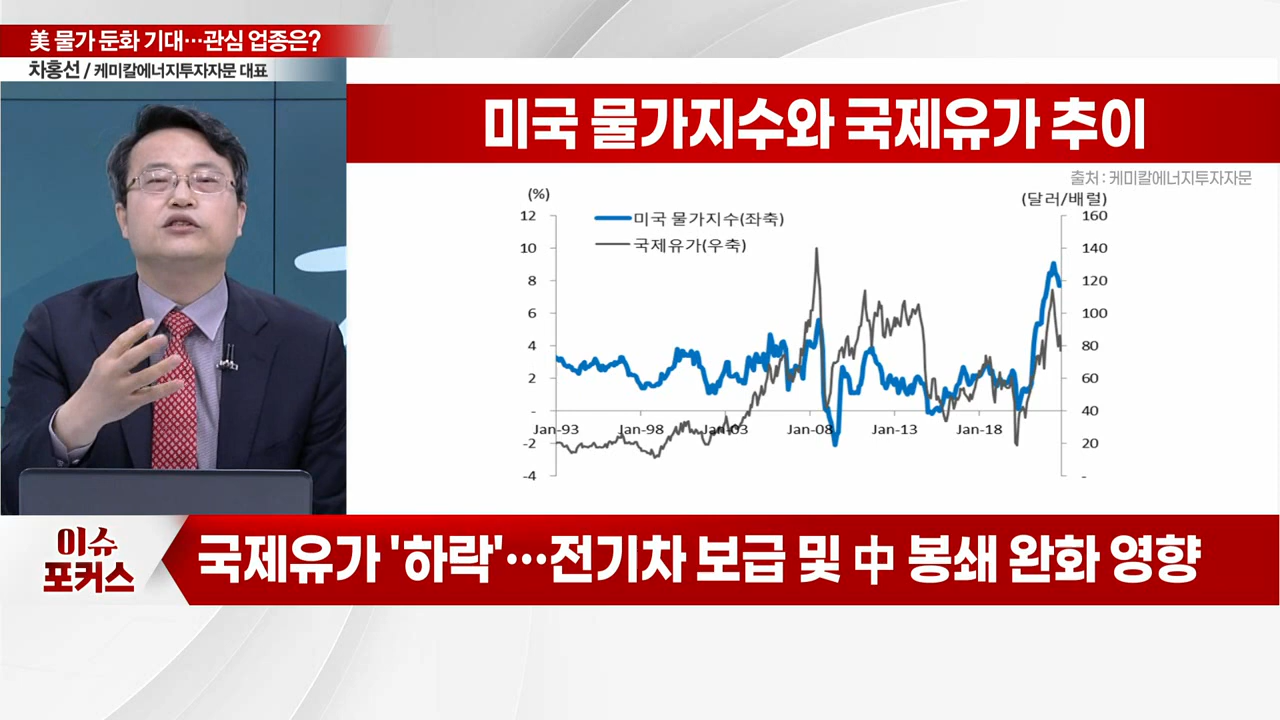 美 물가 둔화 기대…관심 업종은?
차홍선 / 케미칼에너지투자자문 대표
미국 물가지수와 국제유가 추이
출처 : 케미칼에너지투자자문
(%)
(달러/배럴)
미국 물가지수(좌축)
국제유가(우축)
12
10
8
6
4
2
-
-2
-4
160
140
120
100
80
60
40
20
-
Jan-93 Jan-98 Jan-03 Jan-08 Jan-13 Jan-18
이슈
포커스
국제유가 '하락'…전기차 보급 및 中 봉쇄 완화 영향